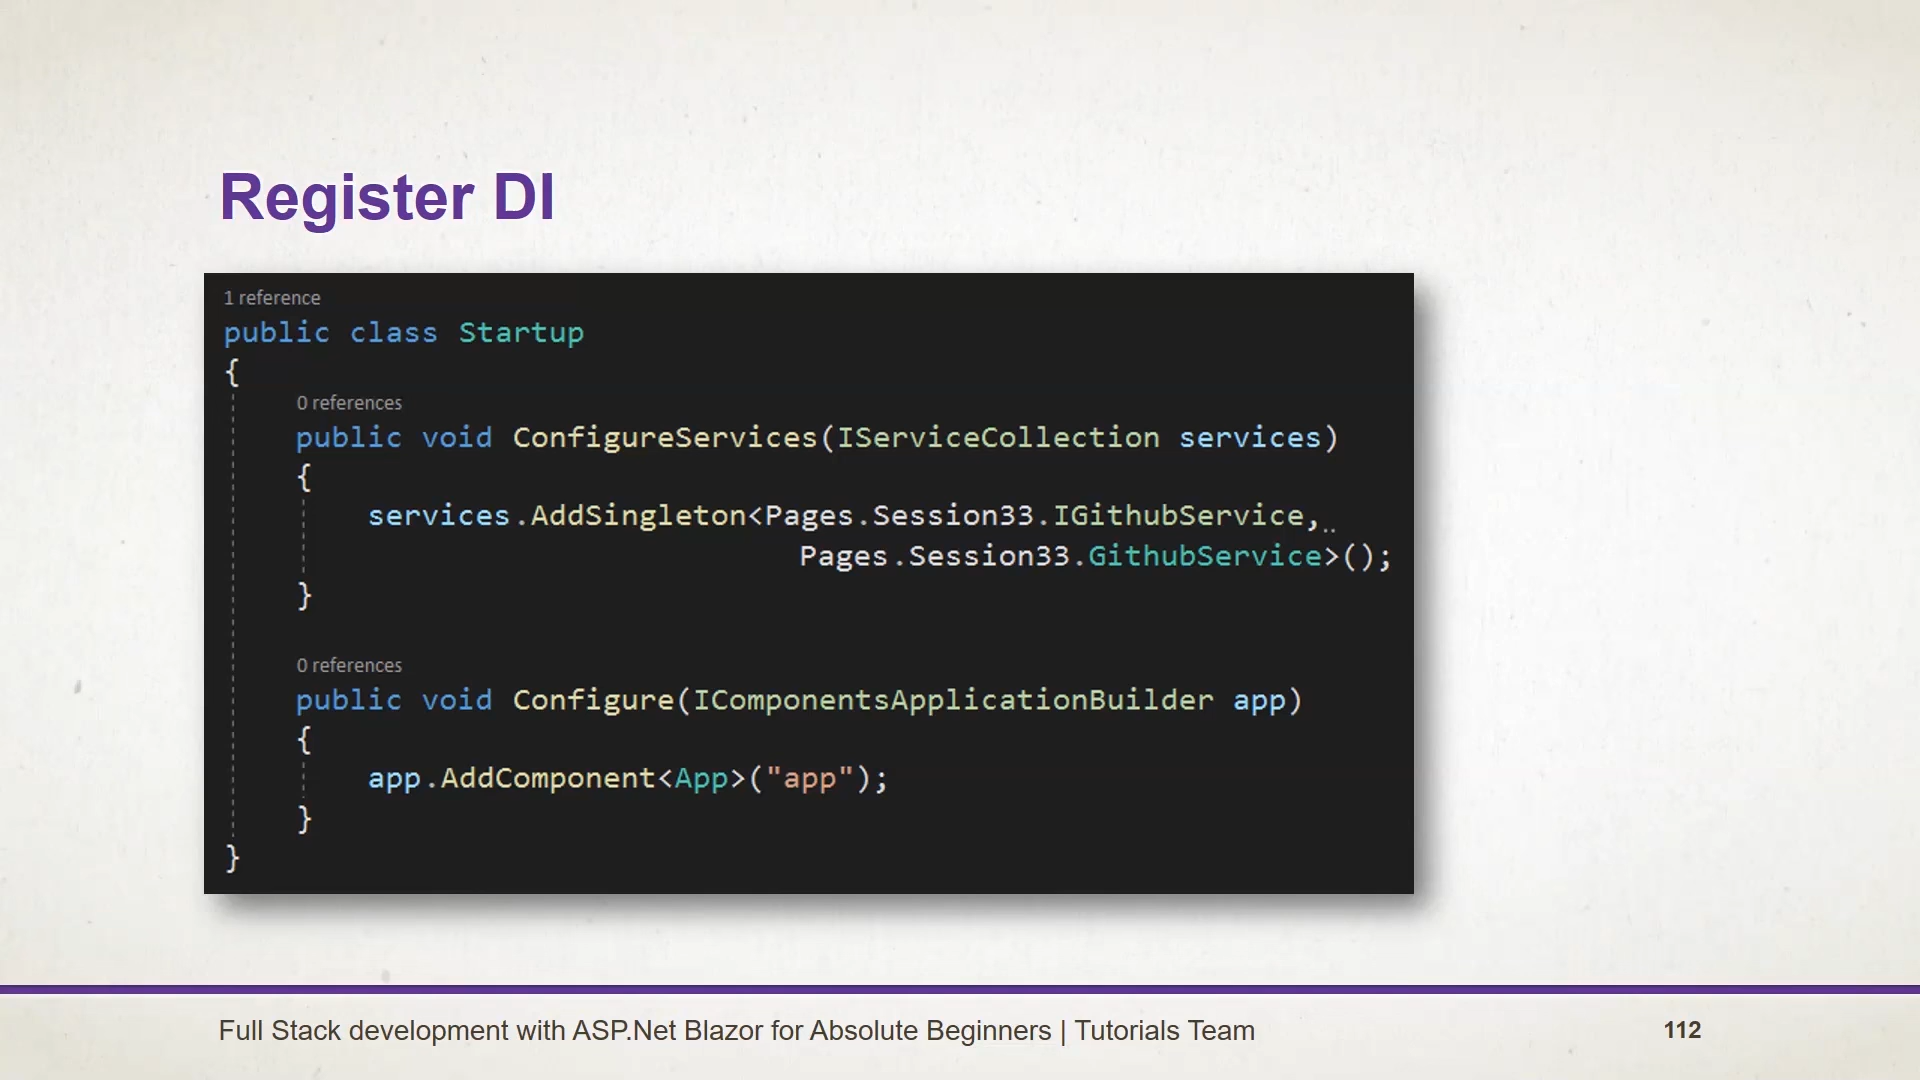 Register DI
1 reference
public class Startup
{
0 references
public void ConfigureServices(IServiceCollection services)
{
services.AddSingleton<Pages.Session33.IGithubService,
Pages.Session33.GithubService>();
}
0 references
public void Configure(IComponentsApplicationBuilder app)
{
app.AddComponent<App>("app");
}
}
Full Stack development with ASP.Net Blazor for Absolute Beginners | Tutorials Team
112